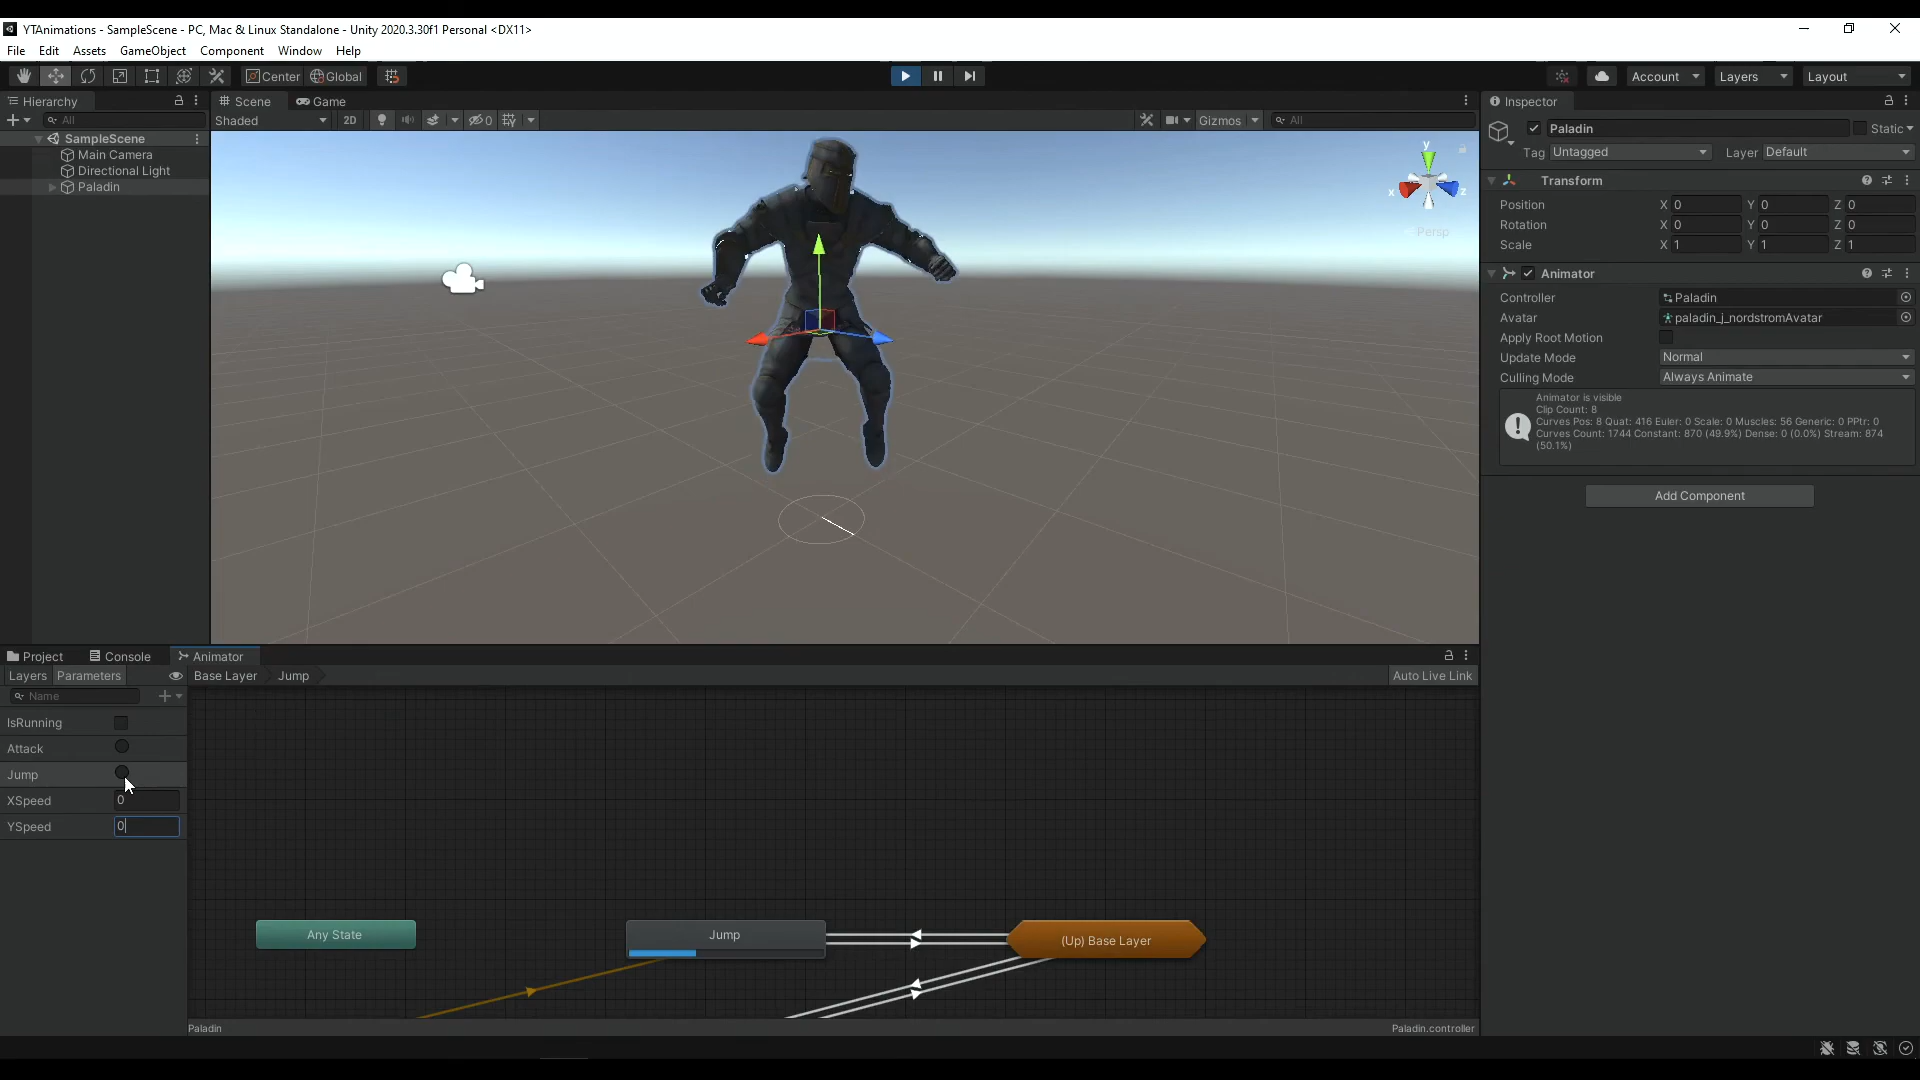 YTAnimations - SampleScene - PC, Mac & Linux Standalone - Unity 2020.3.30f1 Personal <DX11>
File Edit Assets GameObject Component Window Help
Center Global Account Layers Layout
Hierarchy
All
SampleScene
Main Camera
Directional Light
Paladin
Scene Game
Shaded 2D 0 Gizmos All
y
x z
Persp
Inspector
Paladin Static
Tag Untagged Layer Default
Transform
Position X 0 Y 0 Z 0
Rotation X 0 Y 0 Z 0
Scale X 1 Y 1 Z 1
Animator
Controller Paladin
Avatar paladin_j_nordstromAvatar
Apply Root Motion
Update Mode Normal
Culling Mode Always Animate
Animator is visible
Clip Count: 8
Curves Pos: 8 Quat: 416 Euler: 0 Scale: 0 Muscles: 56 Generic: 0 PPtr: 0
Curves Count: 1744 Constant: 870 (49.9%) Dense: 0 (0.0%) Stream: 874
(50.1%)
Add Component
Project Console Animator
Layers Parameters Base Layer Jump Auto Live Link
Name
IsRunning
Attack
Jump
XSpeed 0
YSpeed 0
Any State
Jump
(Up) Base Layer
Paladin Paladin.controller